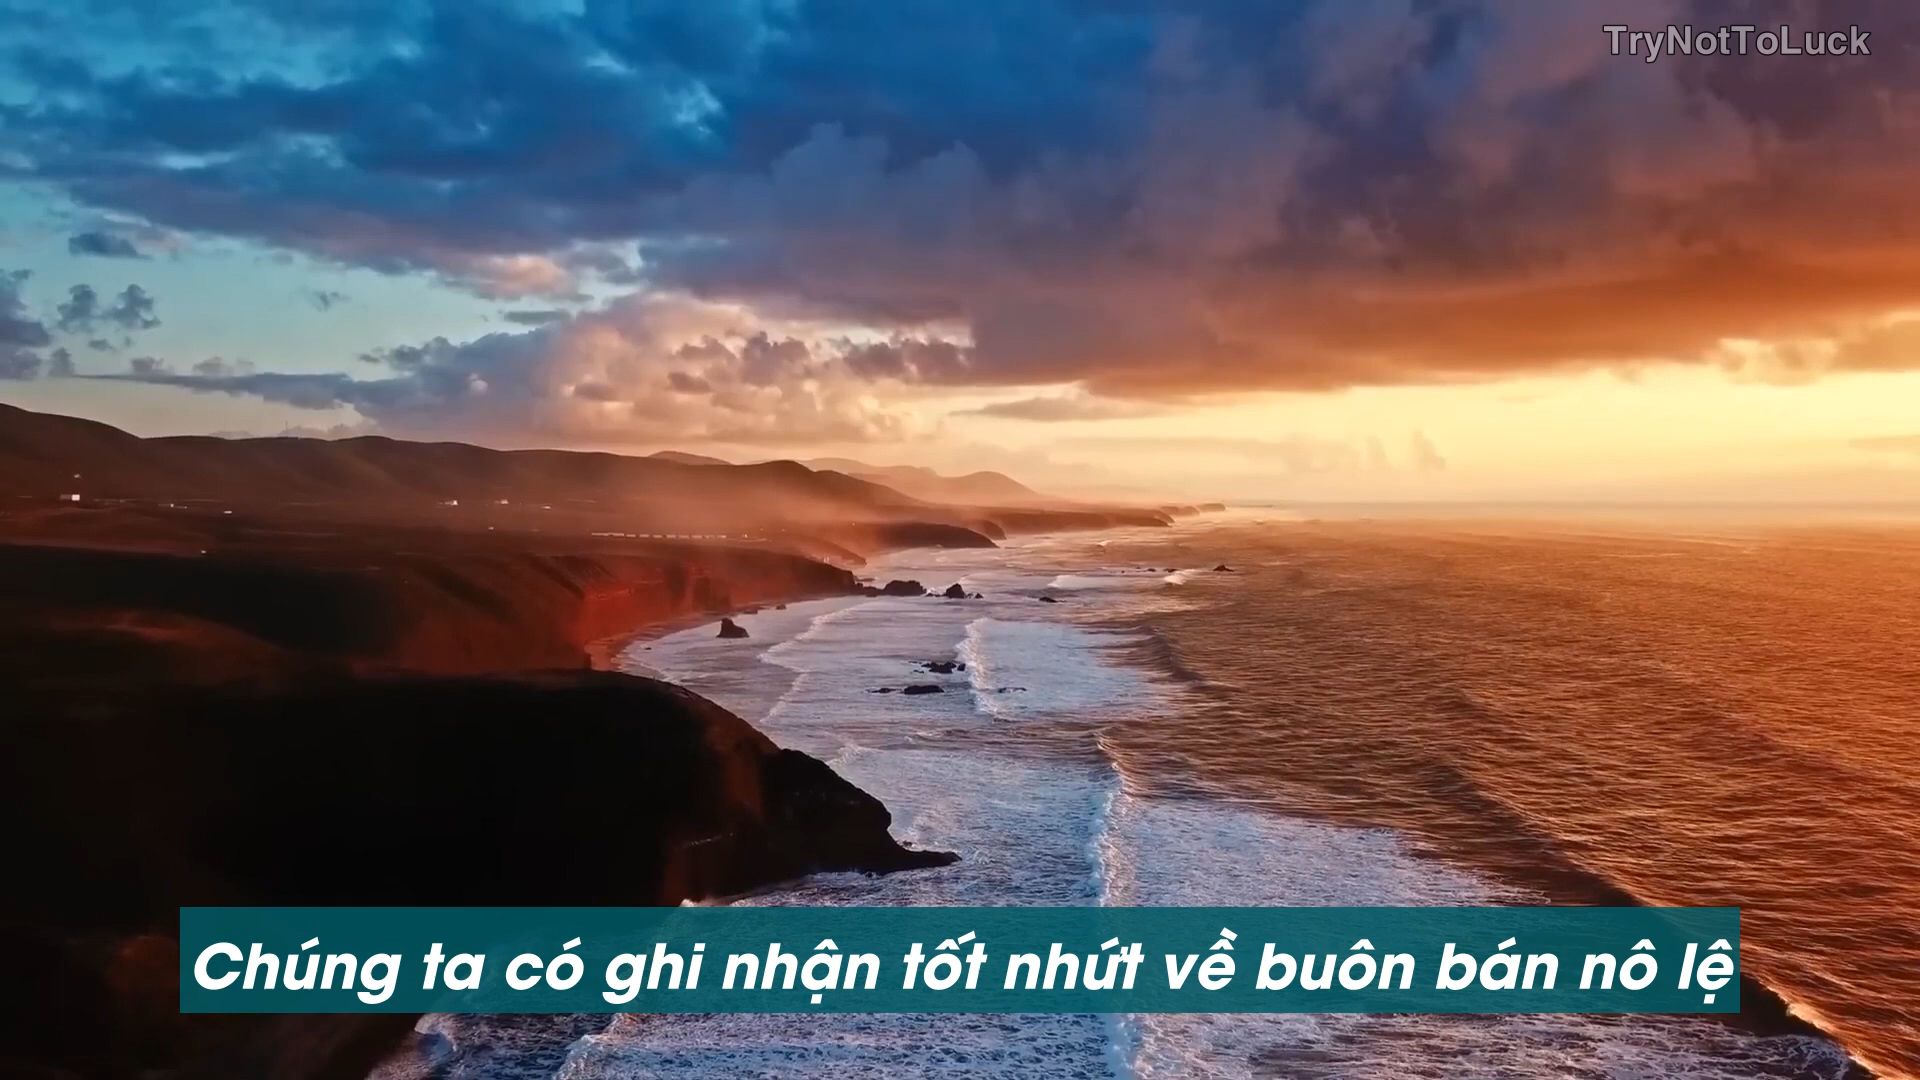 TryNotToLuck
Chúng ta có ghi nhận tốt nhứt về buôn bán nô lệ